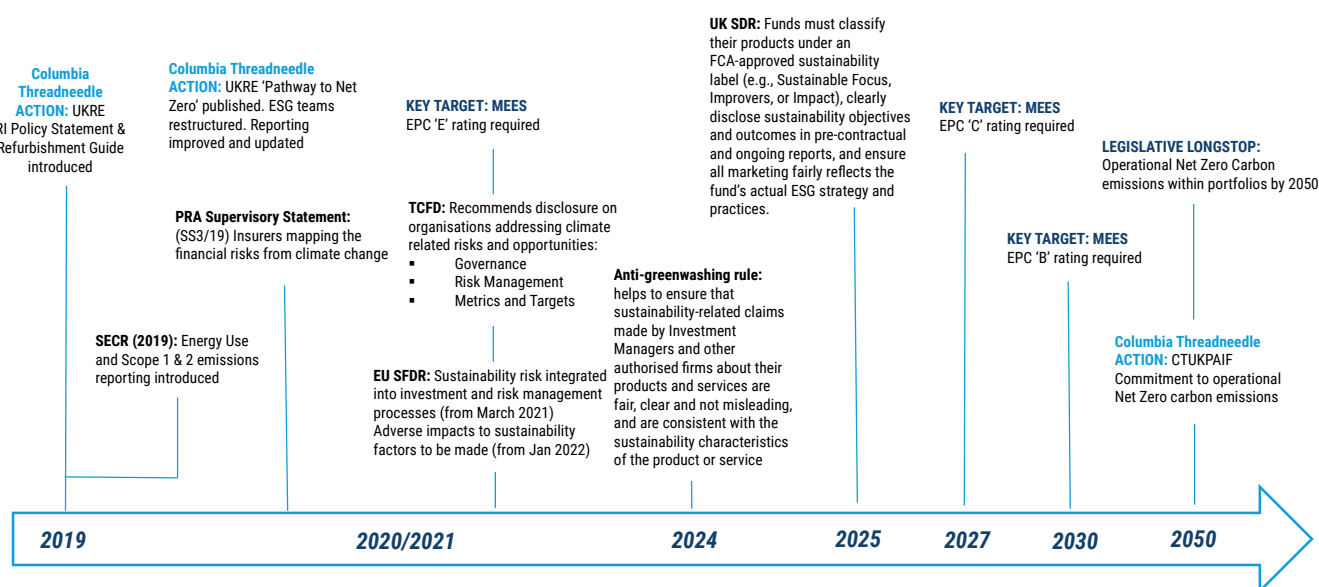 Columbia
Threadneedle
ACTION: UKRE
RI Policy Statement &
Refurbishment Guide
introduced
SECR (2019): Energy Use
and Scope 1 & 2 emissions
reporting introduced
Columbia Threadneedle
ACTION: UKRE ‘Pathway to Net
Zero’ published. ESG teams
restructured. Reporting
improved and updated
PRA Supervisory Statement:
(SS3/19) Insurers mapping the
financial risks from climate change
KEY TARGET: MEES
EPC ‘E’ rating required
TCFD: Recommends disclosure on
organisations addressing climate
related risks and opportunities:
▪ Governance
▪ Risk Management
▪ Metrics and Targets
EU SFDR: Sustainability risk integrated
into investment and risk management
processes (from March 2021)
Adverse impacts to sustainability
factors to be made (from Jan 2022)
Anti-greenwashing rule:
helps to ensure that
sustainability-related claims
made by Investment
Managers and other
authorised firms about their
products and services are
fair, clear and not misleading,
and are consistent with the
sustainability characteristics
of the product or service
UK SDR: Funds must classify
their products under an
FCA-approved sustainability
label (e.g., Sustainable Focus,
Improvers, or Impact), clearly
disclose sustainability objectives
and outcomes in pre-contractual
and ongoing reports, and ensure
all marketing fairly reflects the
fund’s actual ESG strategy and
practices.
KEY TARGET: MEES
EPC ‘C’ rating required
KEY TARGET: MEES
EPC ‘B’ rating required
LEGISLATIVE LONGSTOP:
Operational Net Zero Carbon
emissions within portfolios by 2050
Columbia Threadneedle
ACTION: CTUKPAIF
Commitment to operational
Net Zero carbon emissions
2019
2020/2021
2024
2025
2027
2030
2050